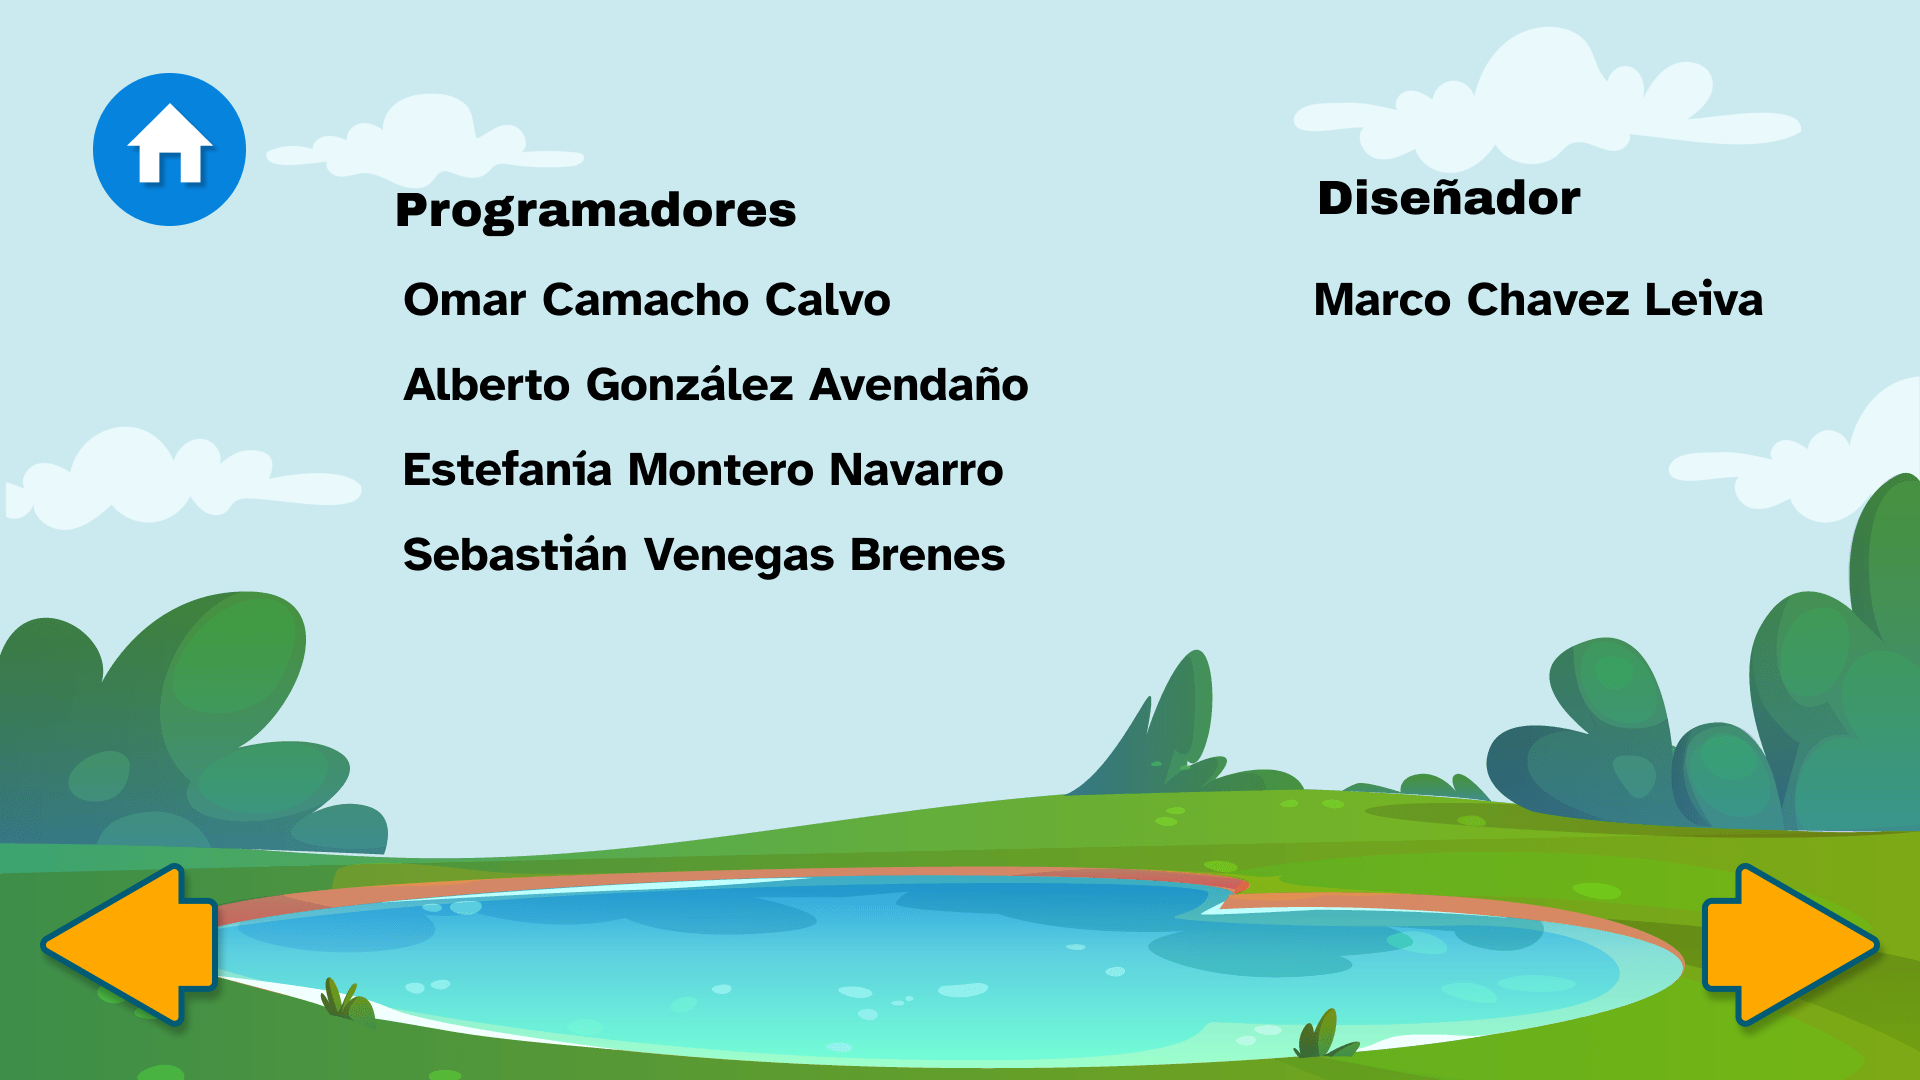 Programadores
Omar Camacho Calvo
Alberto González Avendaño
Estefanía Montero Navarro
Sebastián Venegas Brenes
Diseñador
Marco Chavez Leiva